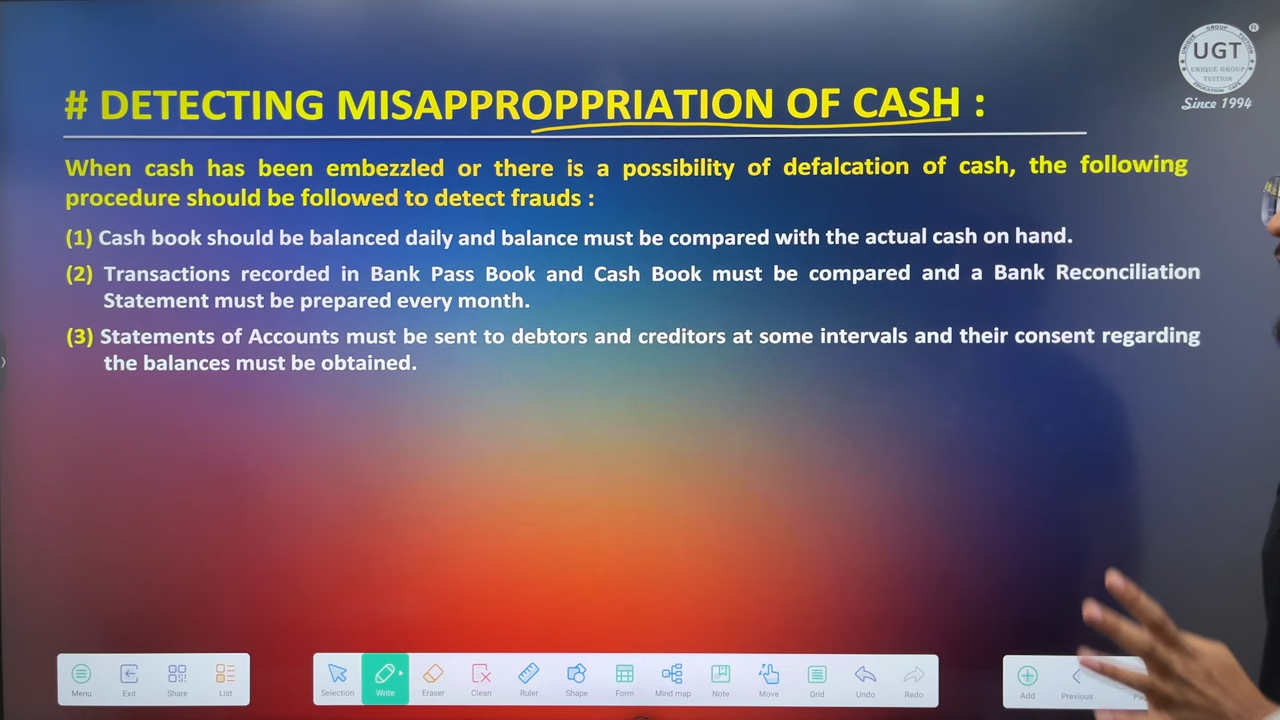 # DETECTING MISAPPROPPRIATION OF CASH :
When cash has been embezzled or there is a possibility of defalcation of cash, the following
procedure should be followed to detect frauds :
(1) Cash book should be balanced daily and balance must be compared with the actual cash on hand.
(2) Transactions recorded in Bank Pass Book and Cash Book must be compared and a Bank Reconciliation
Statement must be prepared every month.
(3) Statements of Accounts must be sent to debtors and creditors at some intervals and their consent regarding
the balances must be obtained.
UNIQUE GROUP TUITION
®
UGT
UNIQUE GROUP
TUITION
Since 1994
Menu Exit Share List Selection Write Eraser Clean Ruler Shape Form Mind map Note Move Grid Undo Redo Add Previous